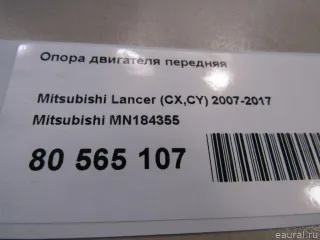 Опора двигателя передняя
Mitsubishi Lancer (CX,CY) 2007-2017
Mitsubishi MN184355
80 565 107
eaural.ru